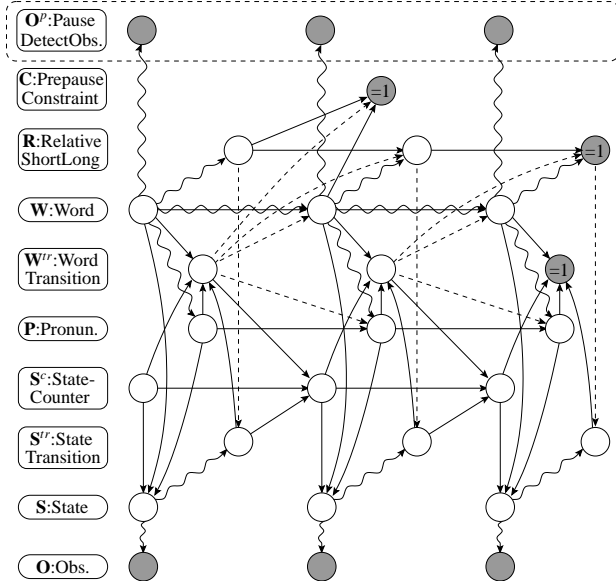 O^p:Pause
DetectObs.
C:Prepause
Constraint
=1
R:Relative
ShortLong
=1
W:Word
W^tr:Word
Transition
=1
P:Pronun.
S^c:State-
Counter
S^tr:State
Transition
S:State
O:Obs.